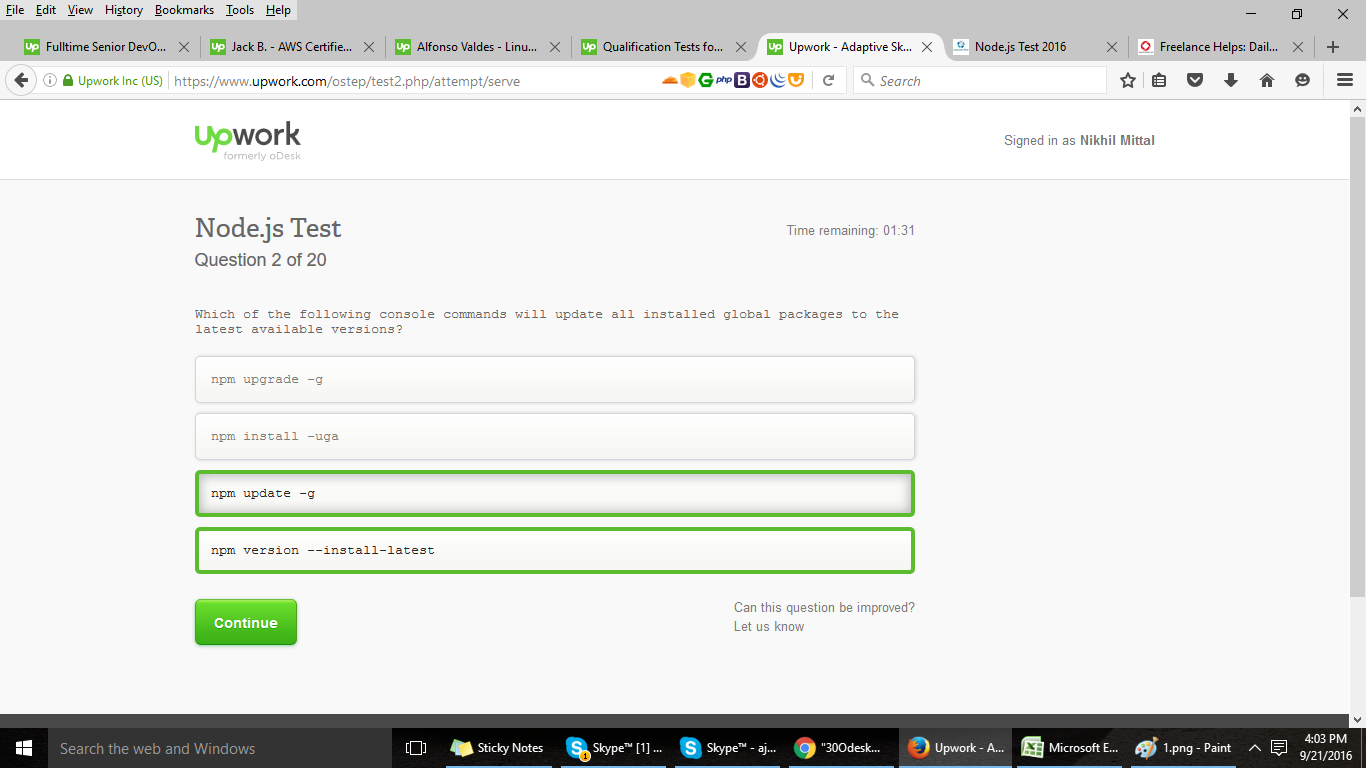 File Edit View History Bookmarks Tools Help
Fulltime Senior DevO...
Jack B. - AWS Certifie...
Alfonso Valdes - Linu...
Qualification Tests fo...
Upwork - Adaptive Sk...
Node.js Test 2016
Freelance Helps: Dail...
Upwork Inc (US) https://www.upwork.com/ostep/test2.php/attempt/serve
php
Search
upwork
formerly oDesk
Signed in as Nikhil Mittal
Node.js Test
Time remaining: 01:31
Question 2 of 20
Which of the following console commands will update all installed global packages to the
latest available versions?
npm upgrade -g
npm install -uga
npm update -g
npm version --install-latest
Continue
Can this question be improved?
Let us know
Search the web and Windows
Sticky Notes
Skype™ [1] ...
Skype™ - aj...
"30Odesk...
Upwork - A...
Microsoft E...
1.png - Paint
4:03 PM
9/21/2016